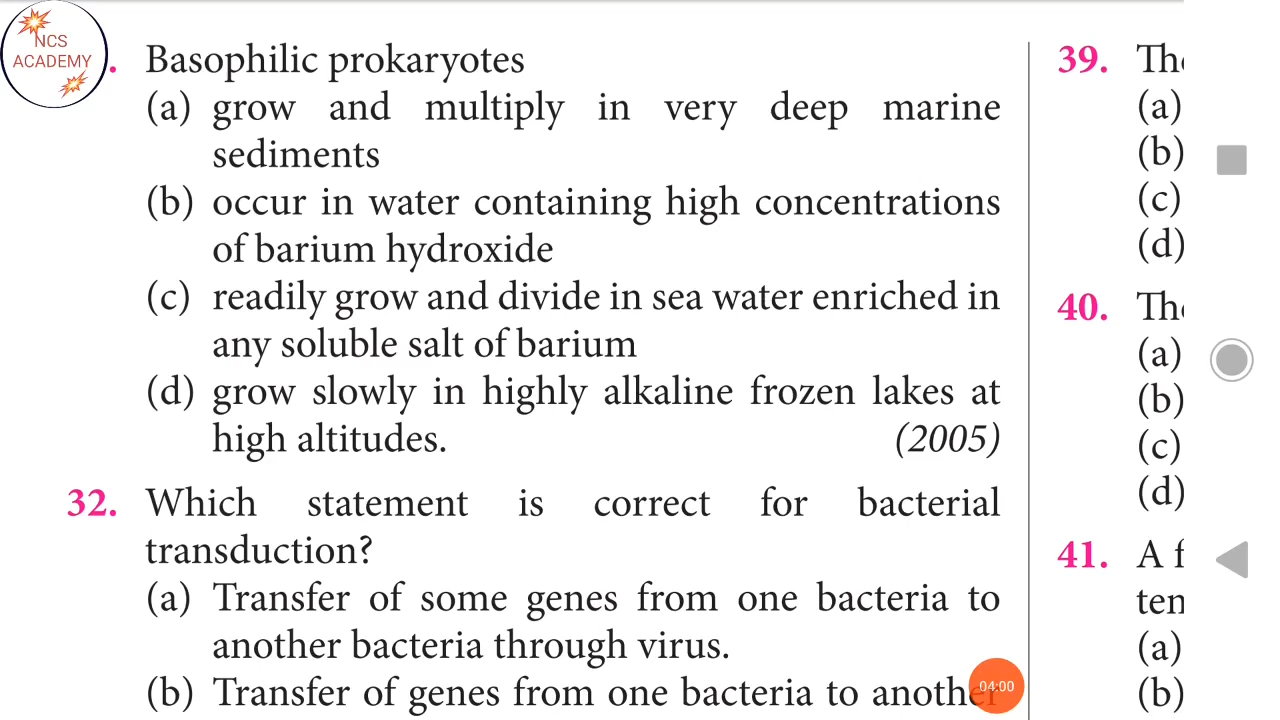 NCS
ACADEMY
. Basophilic prokaryotes
(a) grow and multiply in very deep marine
sediments
(b) occur in water containing high concentrations
of barium hydroxide
(c) readily grow and divide in sea water enriched in
any soluble salt of barium
(d) grow slowly in highly alkaline frozen lakes at
high altitudes. (2005)
32. Which statement is correct for bacterial
transduction?
(a) Transfer of some genes from one bacteria to
another bacteria through virus.
(b) Transfer of genes from one bacteria to another
04:00
39.
(a)
(b)
(c)
(d)
40.
(a)
(b)
(c)
(d)
41. A
(a)
(b)